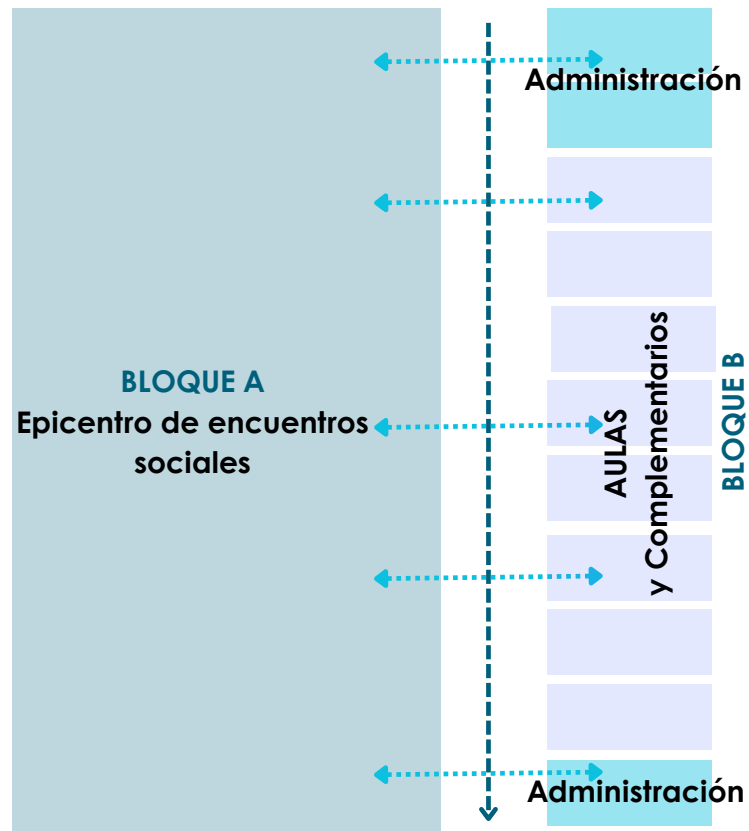 Administración
BLOQUE A
Epicentro de encuentros
sociales
AULAS
y Complementarios
BLOQUE B
Administración